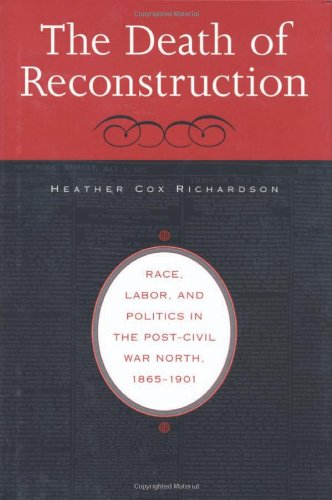 The Death of
Reconstruction
HEATHER COX RICHARDSON
RACE,
LABOR, AND
POLITICS IN
THE POST–CIVIL
WAR NORTH,
1865–1901